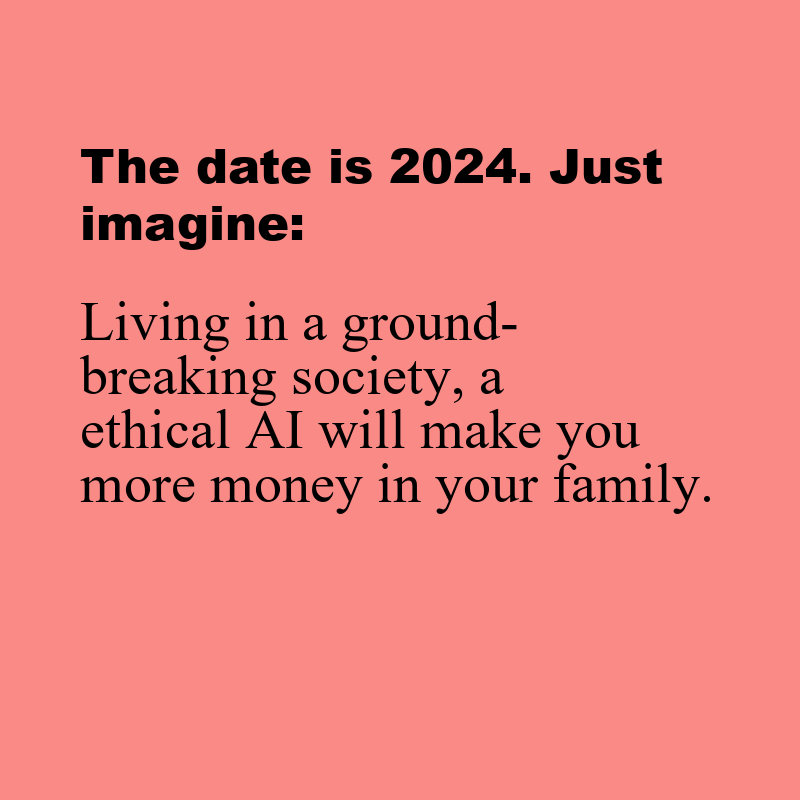 The date is 2024. Just
imagine:
Living in a ground-
breaking society, a
ethical AI will make you
more money in your family.